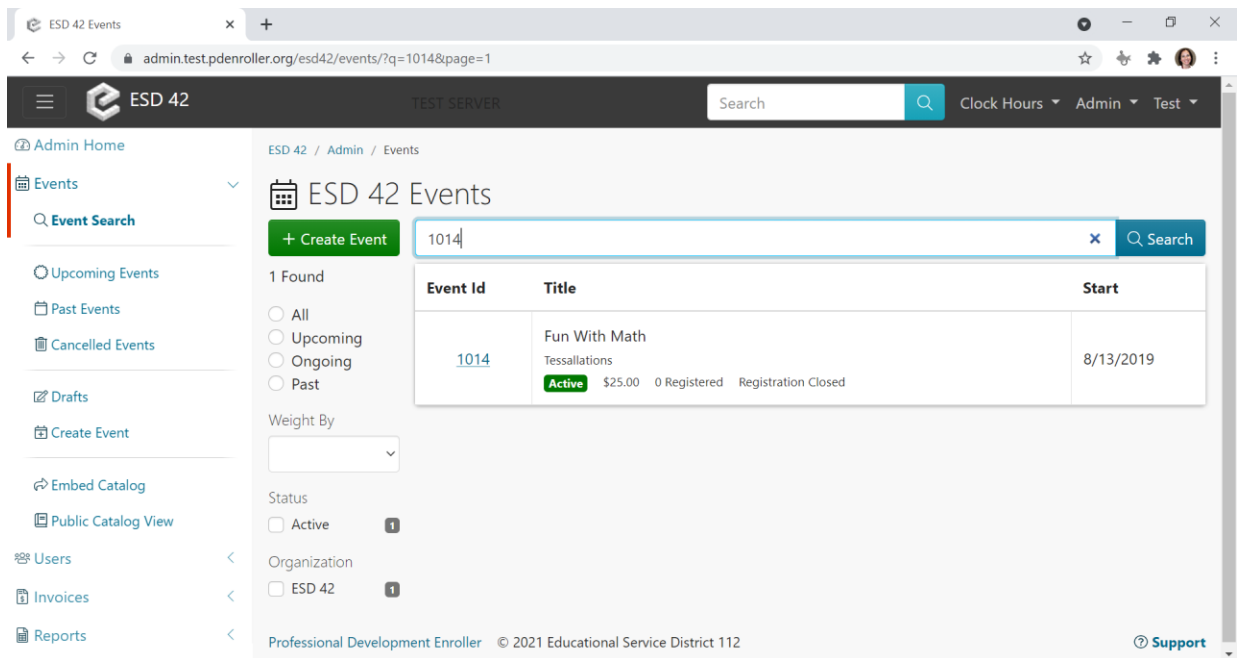 ESD 42 Events
admin.test.pdenroller.org/esd42/events/?q=1014&page=1
ESD 42
TEST SERVER
Search
Clock Hours
Admin
Test
Admin Home
Events
Event Search
Upcoming Events
Past Events
Cancelled Events
Drafts
Create Event
Embed Catalog
Public Catalog View
Users
Invoices
Reports
ESD 42 / Admin / Events
ESD 42 Events
+ Create Event
1014
Search
1 Found
All
Upcoming
Ongoing
Past
Weight By
Status
Active 1
Organization
ESD 42 1
Event Id Title Start
1014
Fun With Math
Tessallations
Active $25.00 0 Registered Registration Closed
8/13/2019
Professional Development Enroller © 2021 Educational Service District 112
Support